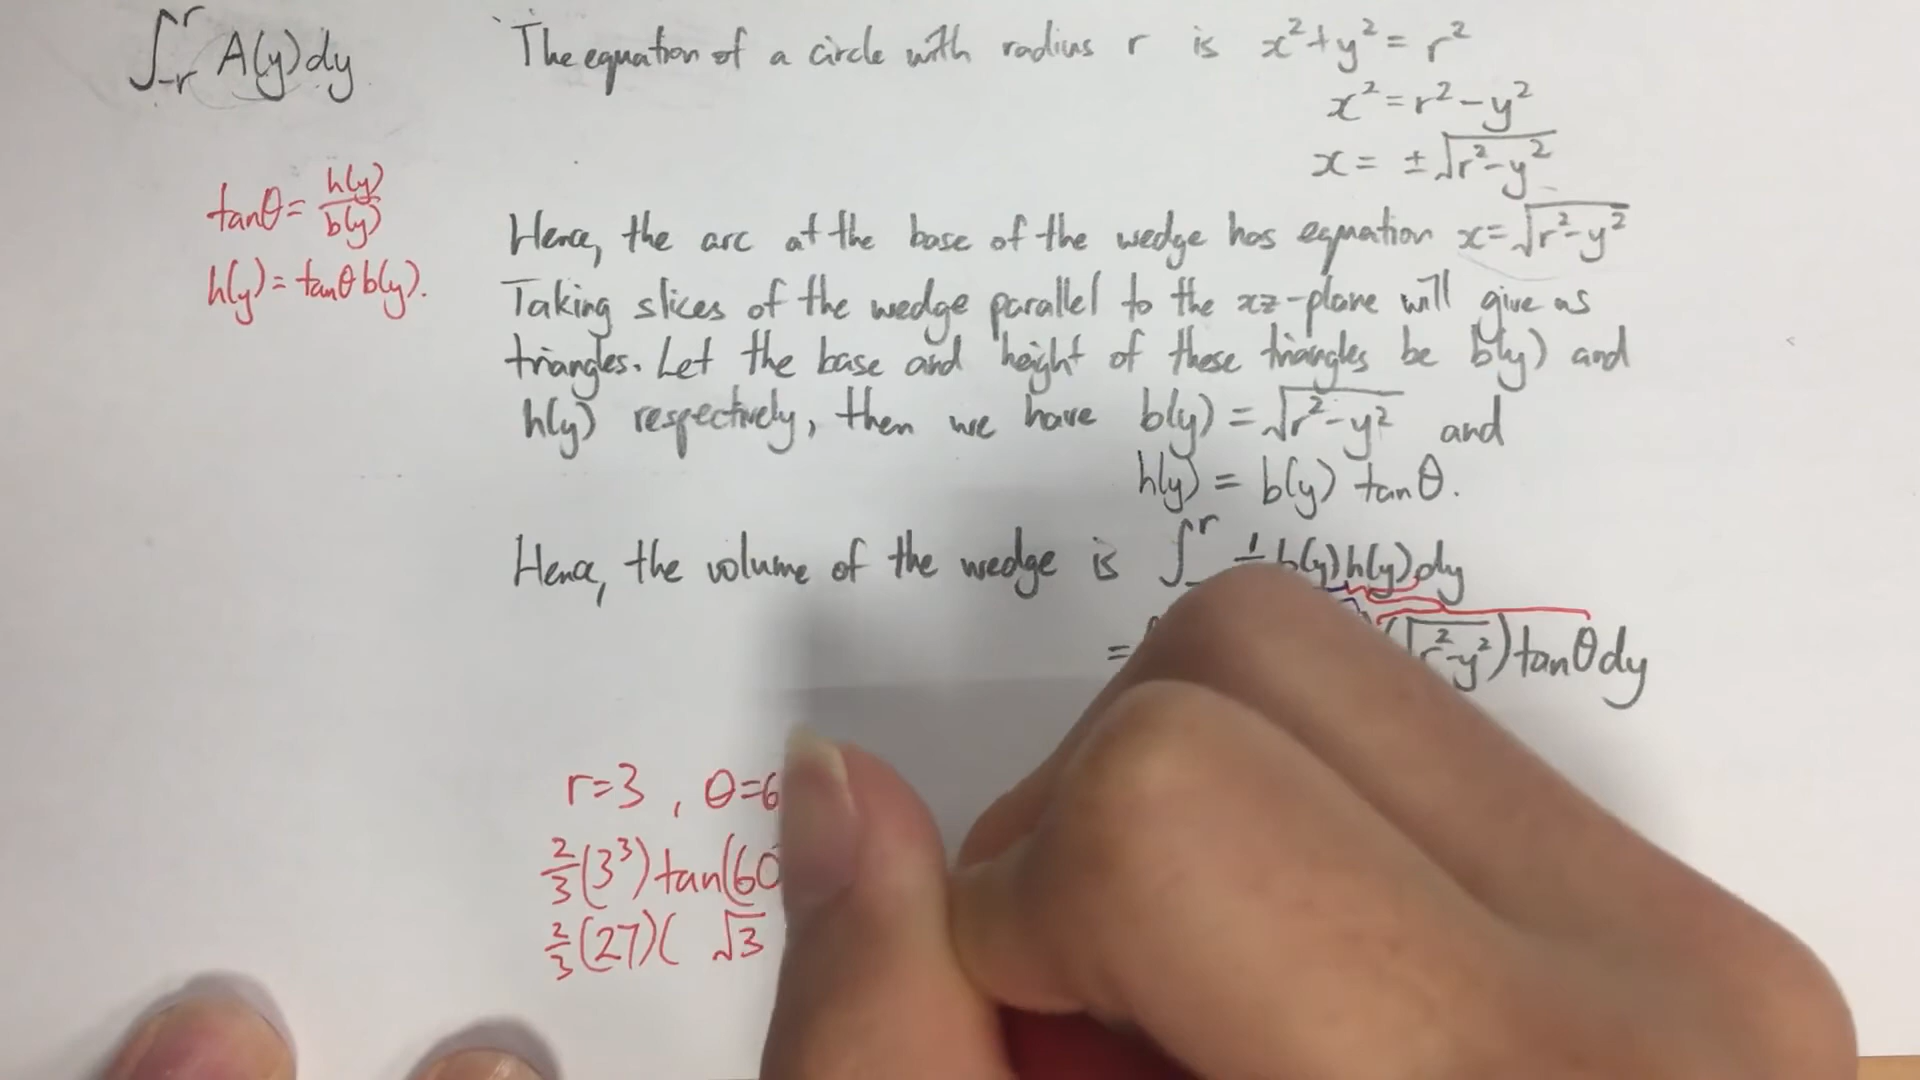 ∫_{-r}^{r} A(y)dy
tanθ = h(y)/b(y)
h(y) = tanθ b(y).
The equation of a circle with radius r is x² + y² = r²
x² = r² − y²
x = ±√(r² − y²)
Hence, the arc at the base of the wedge has equation x = √(r² − y²)
Taking slices of the wedge parallel to the xz-plane will give us
triangles. Let the base and height of these triangles be b(y) and
h(y) respectively, then we have b(y) = √(r² − y²) and
h(y) = b(y) tanθ.
Hence, the volume of the wedge is ∫^{r} b(y)h(y)dy
= (√(r² − y²)) tanθ dy
r=3, θ=6
2/3 (3³) tan(60
2/3 (27)( √3